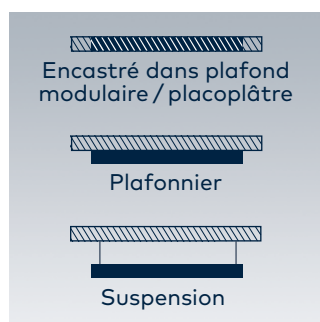 Encastré dans plafond
modulaire / placoplâtre
Plafonnier
Suspension